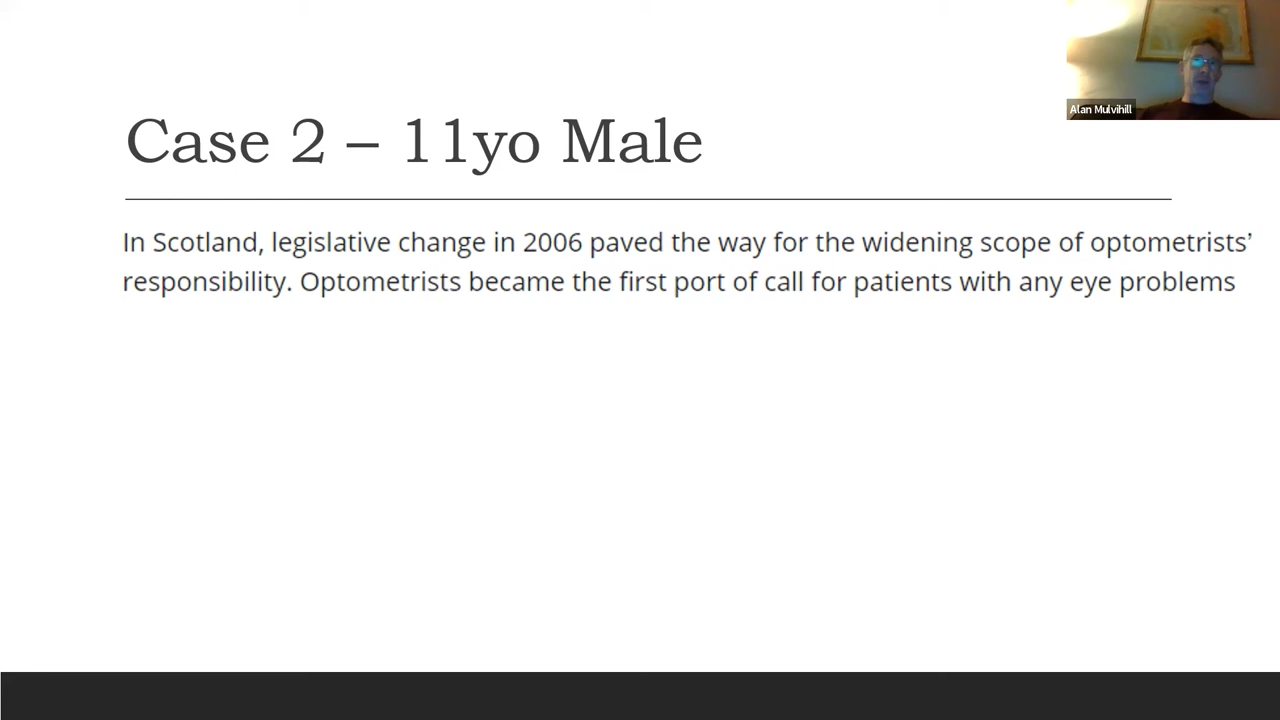 Alan Mulvihill
Case 2 – 11yo Male
In Scotland, legislative change in 2006 paved the way for the widening scope of optometrists’
responsibility. Optometrists became the first port of call for patients with any eye problems